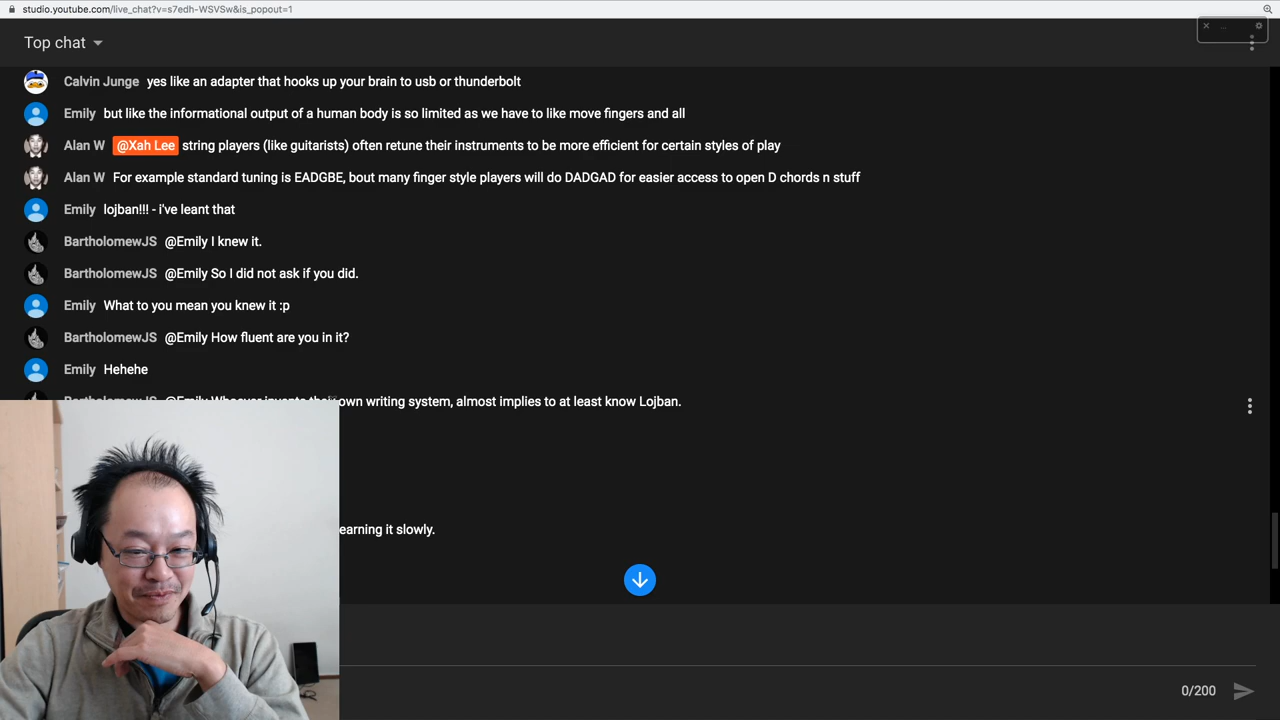 studio.youtube.com/live_chat?v=s7edh-WSVSw&is_popout=1
Top chat
Calvin Junge yes like an adapter that hooks up your brain to usb or thunderbolt
Emily but like the informational output of a human body is so limited as we have to like move fingers and all
Alan W @Xah Lee string players (like guitarists) often retune their instruments to be more efficient for certain styles of play
Alan W For example standard tuning is EADGBE, bout many finger style players will do DADGAD for easier access to open D chords n stuff
Emily lojban!!! - i've leant that
BartholomewJS @Emily I knew it.
BartholomewJS @Emily So I did not ask if you did.
Emily What to you mean you knew it :p
BartholomewJS @Emily How fluent are you in it?
Emily Hehehe
BartholomewJS @Emily Whoever invents their own writing system, almost implies to at least know Lojban.
earning it slowly.
0/200